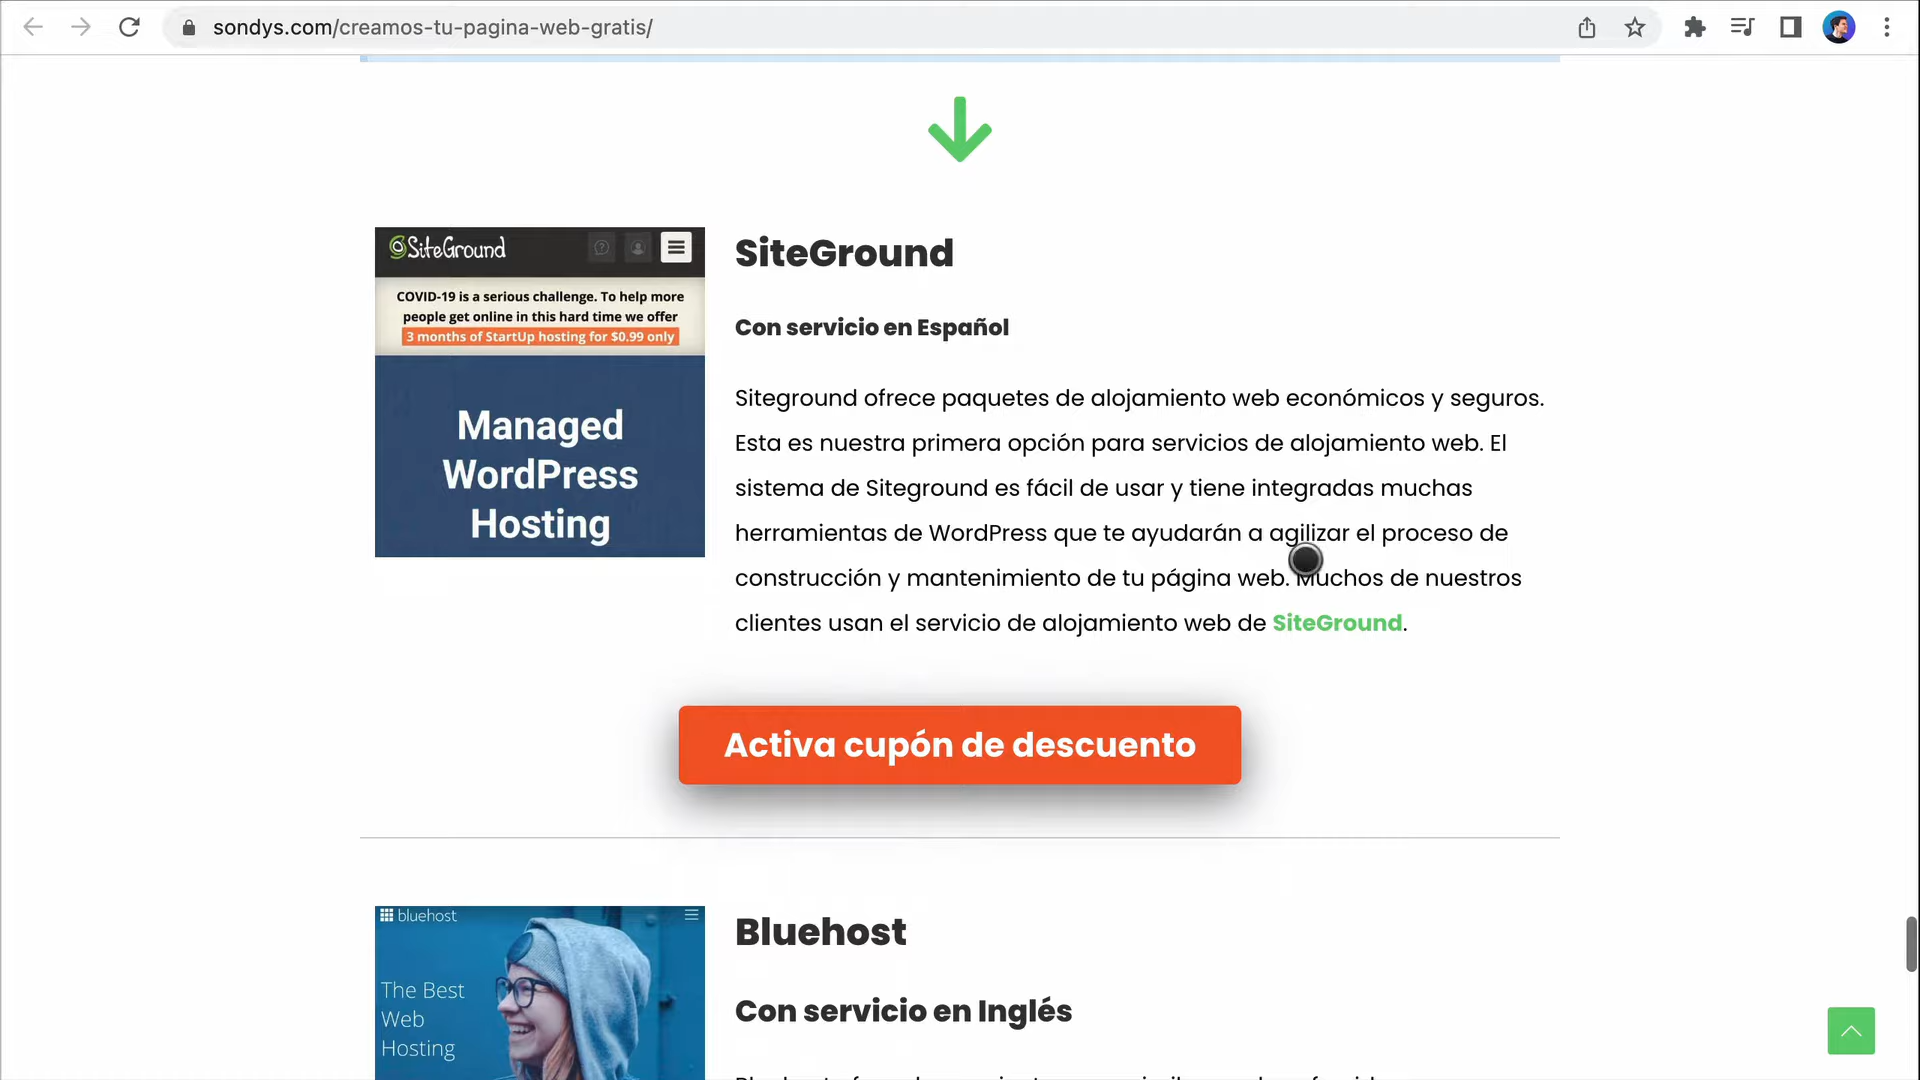 sondys.com/creamos-tu-pagina-web-gratis/
SiteGround
COVID-19 is a serious challenge. To help more
people get online in this hard time we offer
3 months of StartUp hosting for $0.99 only
Managed
WordPress
Hosting
SiteGround
Con servicio en Español
Siteground ofrece paquetes de alojamiento web económicos y seguros.
Esta es nuestra primera opción para servicios de alojamiento web. El
sistema de Siteground es fácil de usar y tiene integradas muchas
herramientas de WordPress que te ayudarán a agilizar el proceso de
construcción y mantenimiento de tu página web. Muchos de nuestros
clientes usan el servicio de alojamiento web de SiteGround.
Activa cupón de descuento
bluehost
The Best
Web
Hosting
Bluehost
Con servicio en Inglés